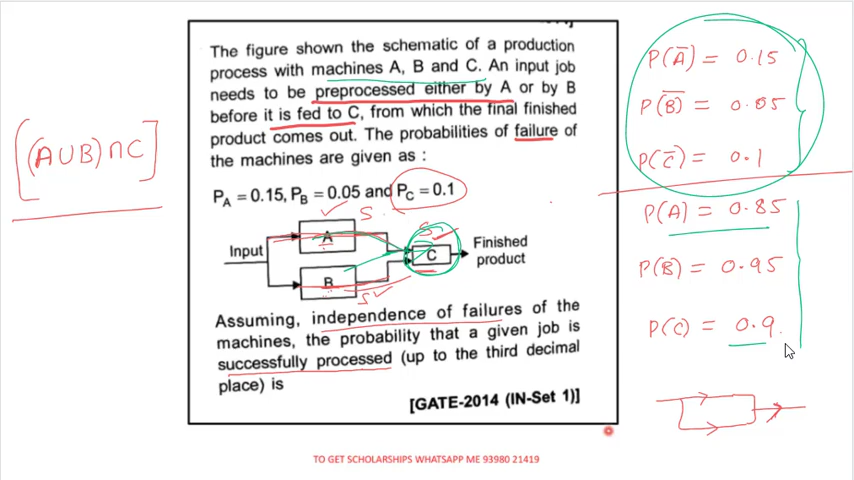 The figure shown the schematic of a production
process with machines A, B and C. An input job
needs to be preprocessed either by A or by B
before it is fed to C, from which the final finished
product comes out. The probabilities of failure of
the machines are given as :
P_A = 0.15, P_B = 0.05 and P_C = 0.1
S
A
S
Input
C
Finished
product
B
S
Assuming, independence of failures of the
machines, the probability that a given job is
successfully processed (up to the third decimal
place) is
[GATE-2014 (IN-Set 1)]
[(A∪B)∩C]
P(A̅) = 0.15
P(B̅) = 0.05
P(C̅) = 0.1
P(A) = 0.85
P(B) = 0.95
P(C) = 0.9
TO GET SCHOLARSHIPS WHATSAPP ME 93980 21419